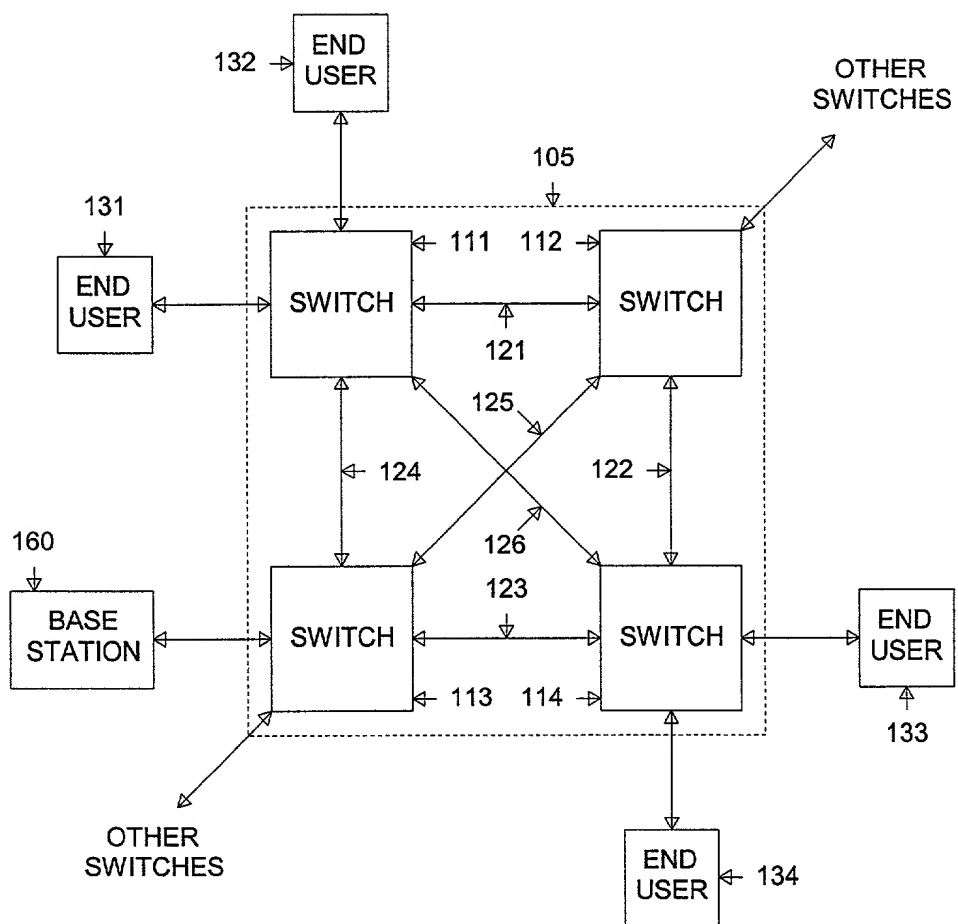 132
END
USER
OTHER
SWITCHES
105
131
END
USER
111
112
SWITCH
SWITCH
121
125
124
122
126
160
BASE
STATION
123
SWITCH
SWITCH
END
USER
113
114
133
OTHER
SWITCHES
END
USER
134